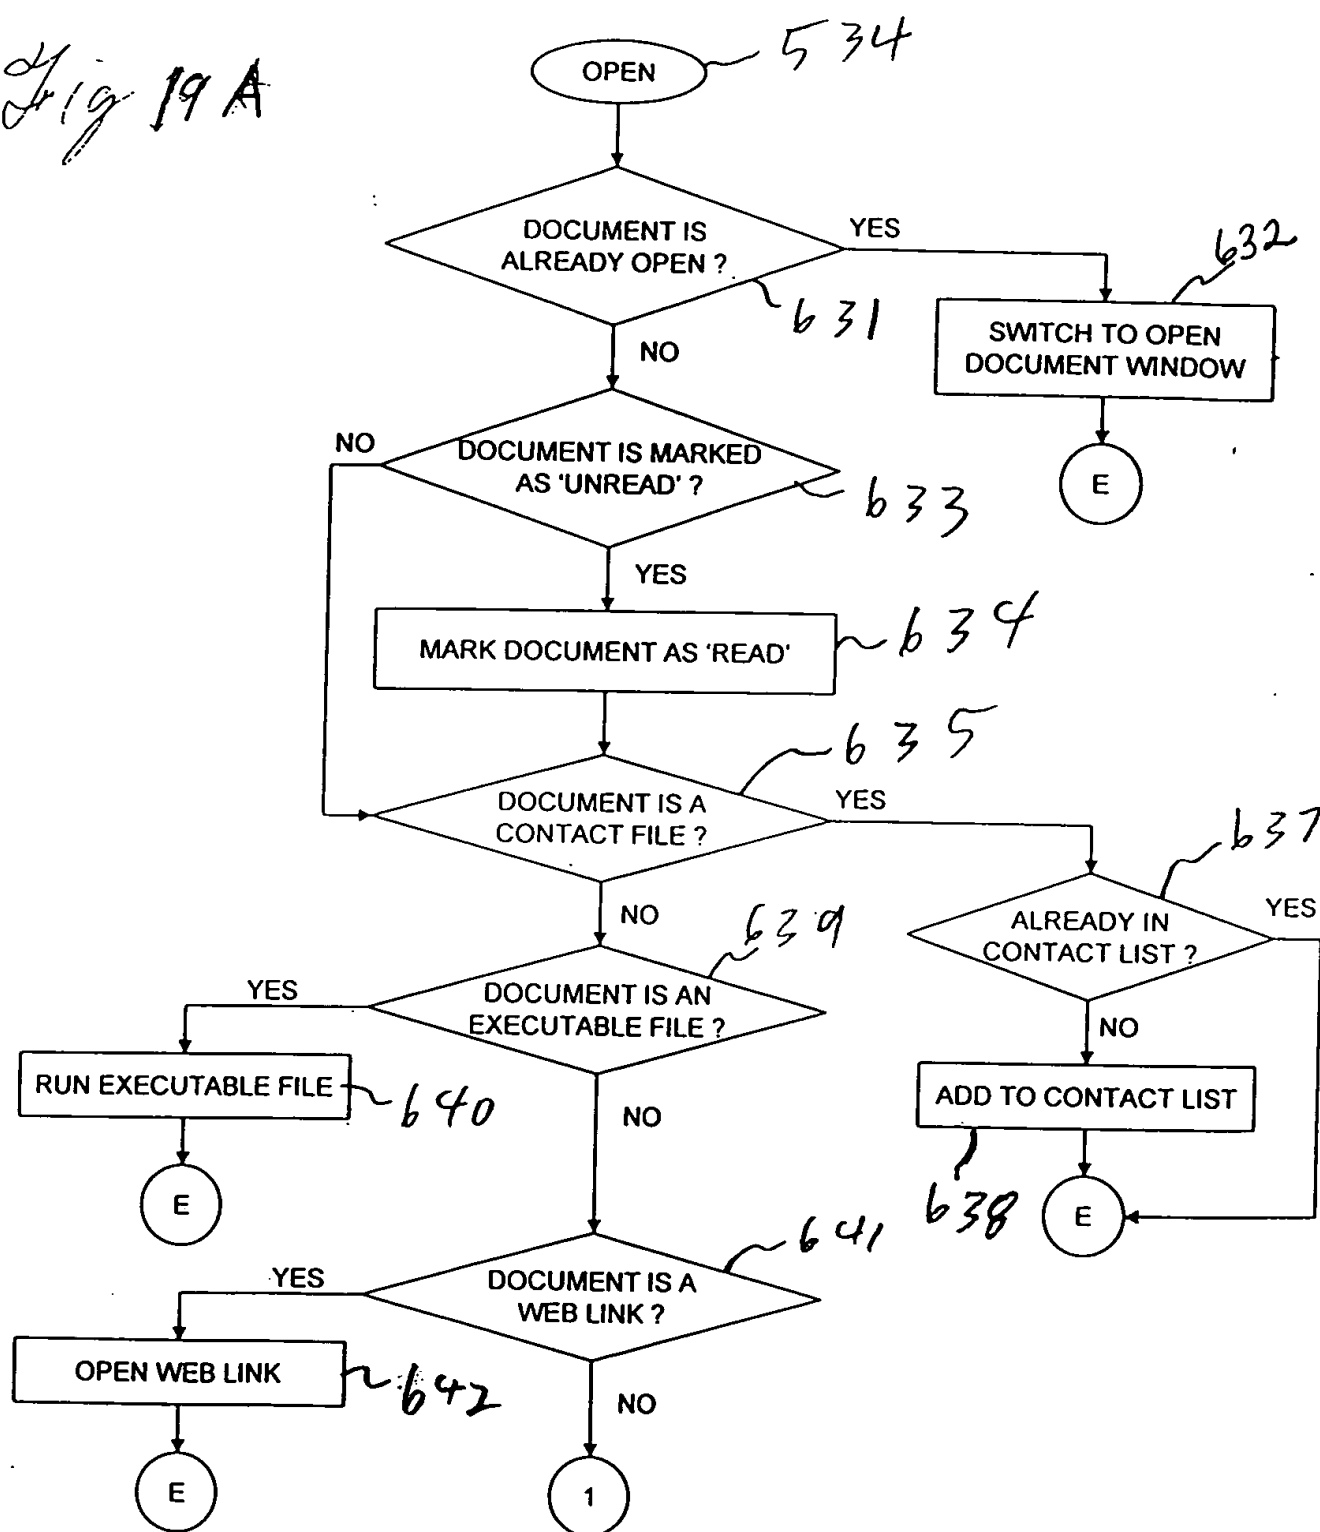 Fig 19 A
OPEN
534
DOCUMENT IS
ALREADY OPEN ?
YES
631
632
SWITCH TO OPEN
DOCUMENT WINDOW
E
NO
NO
DOCUMENT IS MARKED
AS 'UNREAD' ?
633
YES
MARK DOCUMENT AS 'READ'
634
635
DOCUMENT IS A
CONTACT FILE ?
YES
637
ALREADY IN
CONTACT LIST ?
YES
NO
NO
639
DOCUMENT IS AN
EXECUTABLE FILE ?
YES
RUN EXECUTABLE FILE
640
E
NO
ADD TO CONTACT LIST
638
E
641
DOCUMENT IS A
WEB LINK ?
YES
OPEN WEB LINK
642
E
NO
1